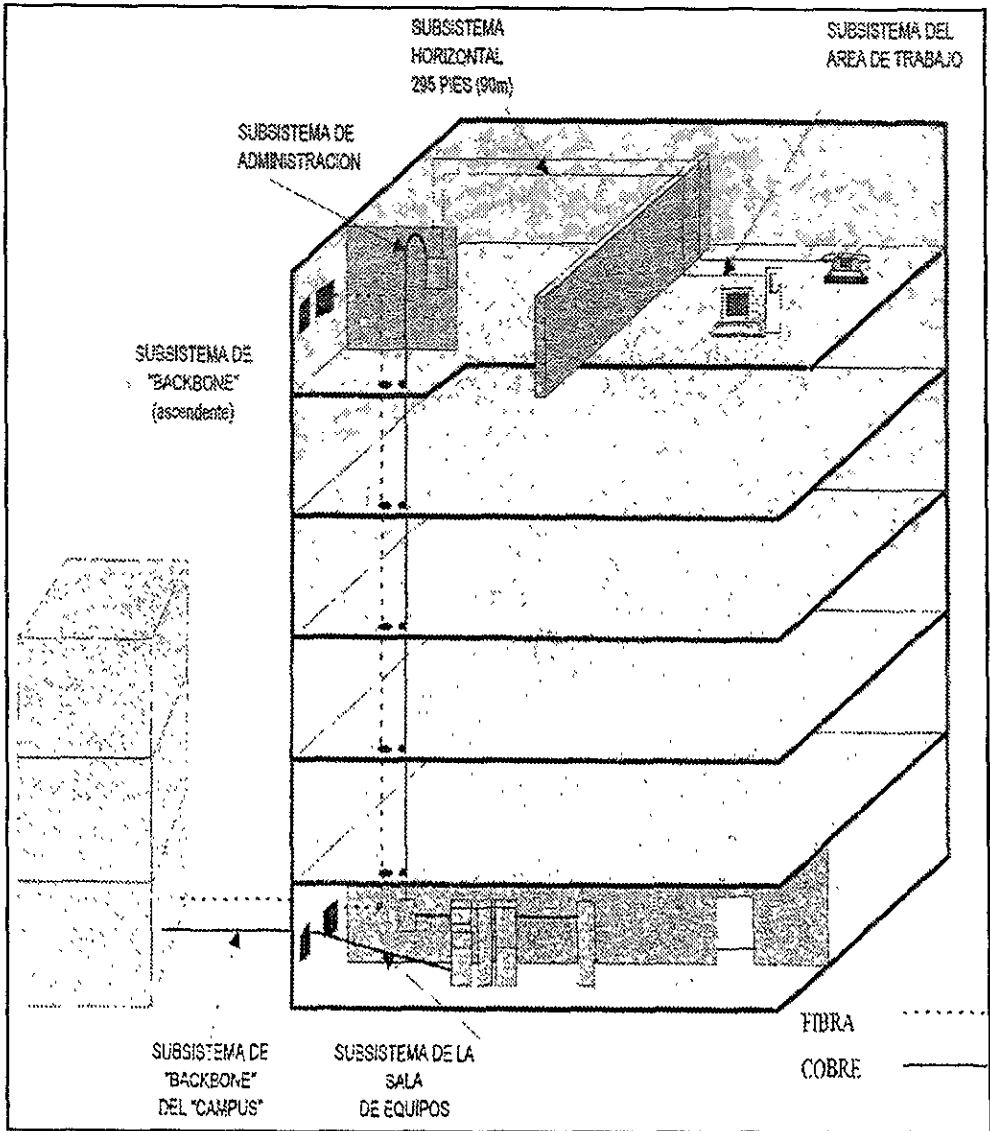 SUBSISTEMA
HORIZONTAL
295 PIES (90m)
SUBSISTEMA DEL
AREA DE TRABAJO
SUBSISTEMA DE
ADMINISTRACION
SUBSISTEMA DE
"BACKBONE"
(ascendente)
FIBRA
COBRE
SUBSISTEMA DE
"BACKBONE"
DEL "CAMPUS"
SUBSISTEMA DE LA
SALA
DE EQUIPOS